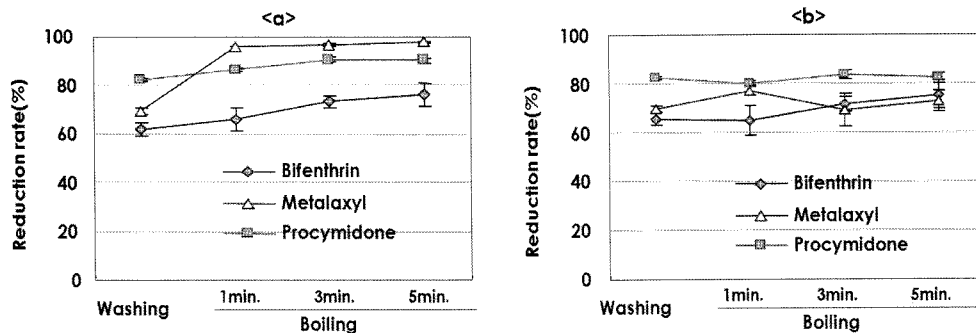 <a>
Reduction rate(%)
100
80
60
40
20
0
Bifenthrin
Metalaxyl
Procymidone
Washing
1min.
3min.
5min.
Boiling
<b>
Reduction rate(%)
100
80
60
40
20
0
Bifenthrin
Metalaxyl
Procymidone
Washing
1min.
3min.
5min.
Boiling